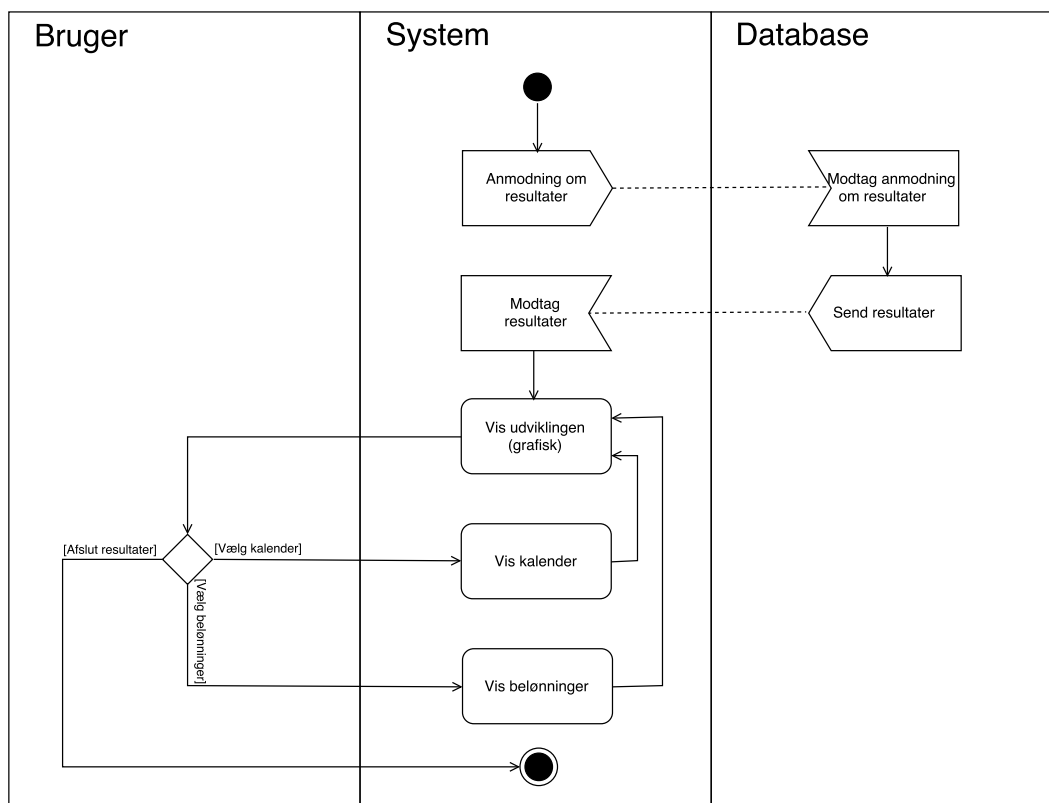 Bruger
System
Database
Anmodning om
resultater
Modtag anmodning
om resultater
Modtag
resultater
Send resultater
Vis udviklingen
(grafisk)
[Afslut resultater]
[Vælg kalender]
Vis kalender
[Vælg belønninger]
Vis belønninger